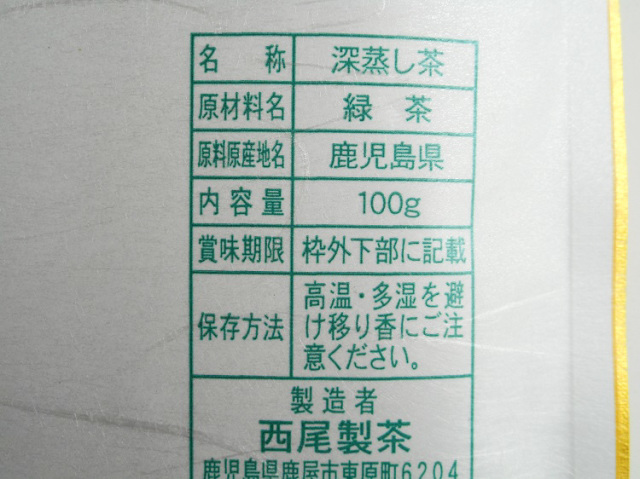 名称 深蒸し茶
原材料名 緑茶
原料原産地名 鹿児島県
内容量 100g
賞味期限 枠外下部に記載
保存方法 高温・多湿を避
け移り香にご注
意ください。
製造者
西尾製茶
鹿児島県鹿屋市東原町6204